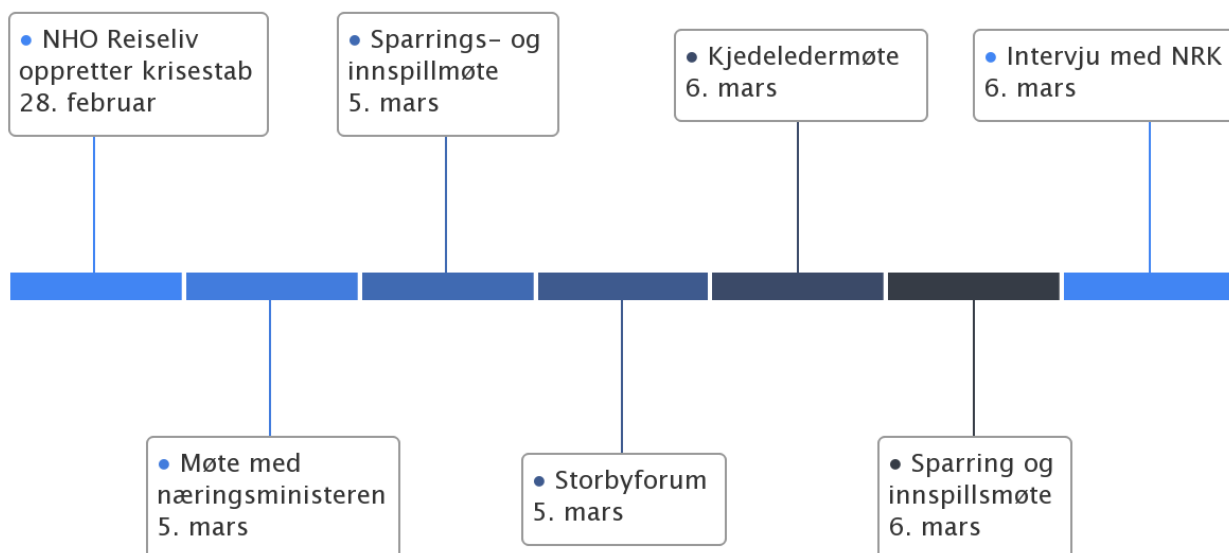 • NHO Reiseliv
oppretter krisestab
28. februar
• Møte med
næringsministeren
5. mars
• Sparrings- og
innspillmøte
5. mars
• Storbyforum
5. mars
• Kjedeledermøte
6. mars
• Sparring og
innspillsmøte
6. mars
• Intervju med NRK
6. mars